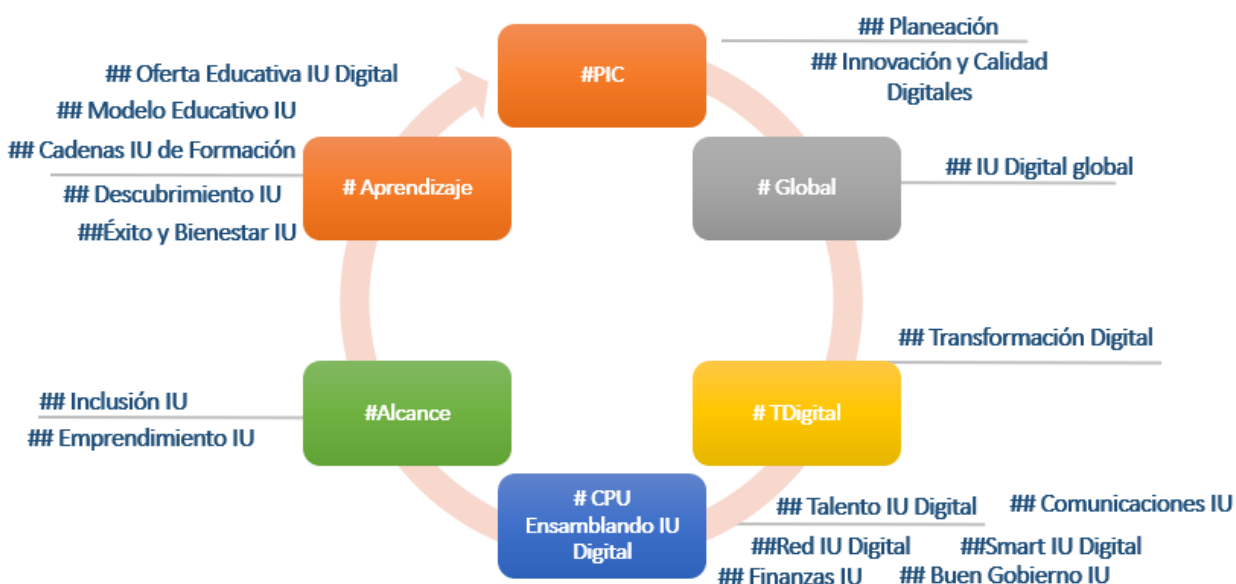 #PIC
## Planeación
## Innovación y Calidad
Digitales
# Global
## IU Digital global
# TDigital
## Transformación Digital
# CPU
Ensamblando IU
Digital
## Talento IU Digital
## Comunicaciones IU
##Red IU Digital
##Smart IU Digital
## Finanzas IU
## Buen Gobierno IU
#Alcance
## Inclusión IU
## Emprendimiento IU
# Aprendizaje
## Oferta Educativa IU Digital
## Modelo Educativo IU
## Cadenas IU de Formación
## Descubrimiento IU
##Éxito y Bienestar IU